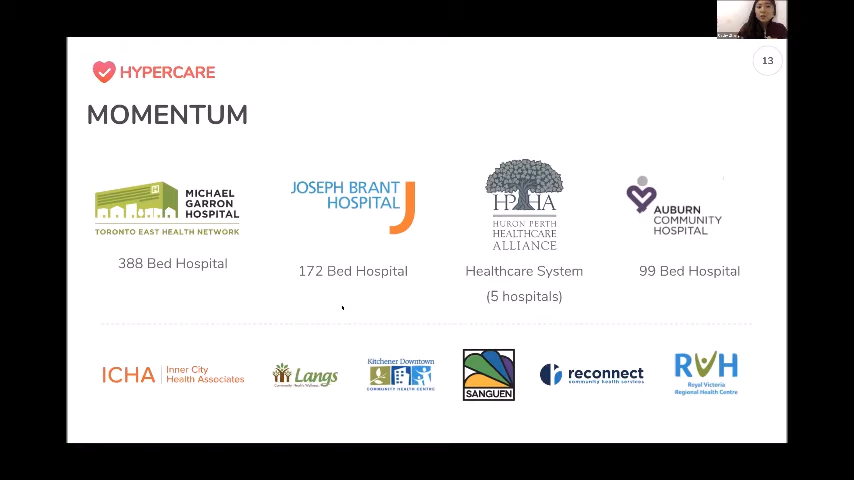 13
HYPERCARE
MOMENTUM
H
MICHAEL
GARRON
HOSPITAL
TORONTO EAST HEALTH NETWORK
388 Bed Hospital
JOSEPH BRANT
HOSPITAL
172 Bed Hospital
HPHA
HURON PERTH
HEALTHCARE
ALLIANCE
Healthcare System
(5 hospitals)
AUBURN
COMMUNITY
HOSPITAL
99 Bed Hospital
ICHA
Inner City
Health Associates
Langs
Kitchener Downtown
COMMUNITY HEALTH CENTRE
SANGUEN
reconnect
community health services
RVH
Royal Victoria
Regional Health Centre